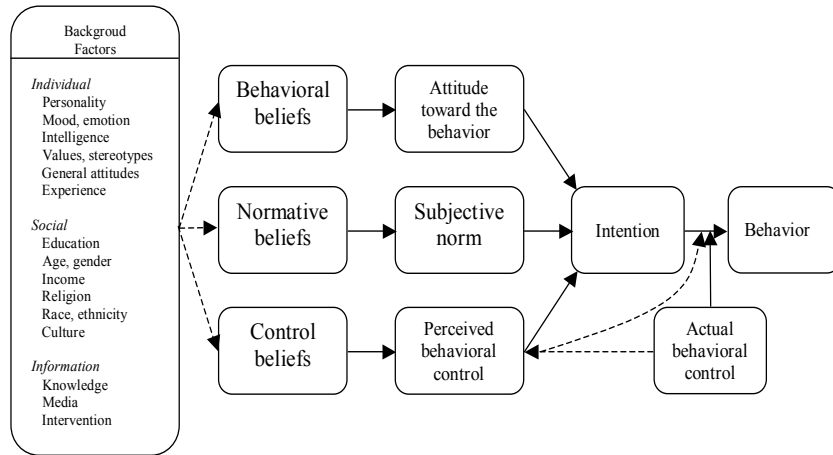 Backgroud
Factors
Individual
Personality
Mood, emotion
Intelligence
Values, stereotypes
General attitudes
Experience
Social
Education
Age, gender
Income
Religion
Race, ethnicity
Culture
Information
Knowledge
Media
Intervention
Behavioral
beliefs
Attitude
toward the
behavior
Normative
beliefs
Subjective
norm
Intention
Behavior
Control
beliefs
Perceived
behavioral
control
Actual
behavioral
control